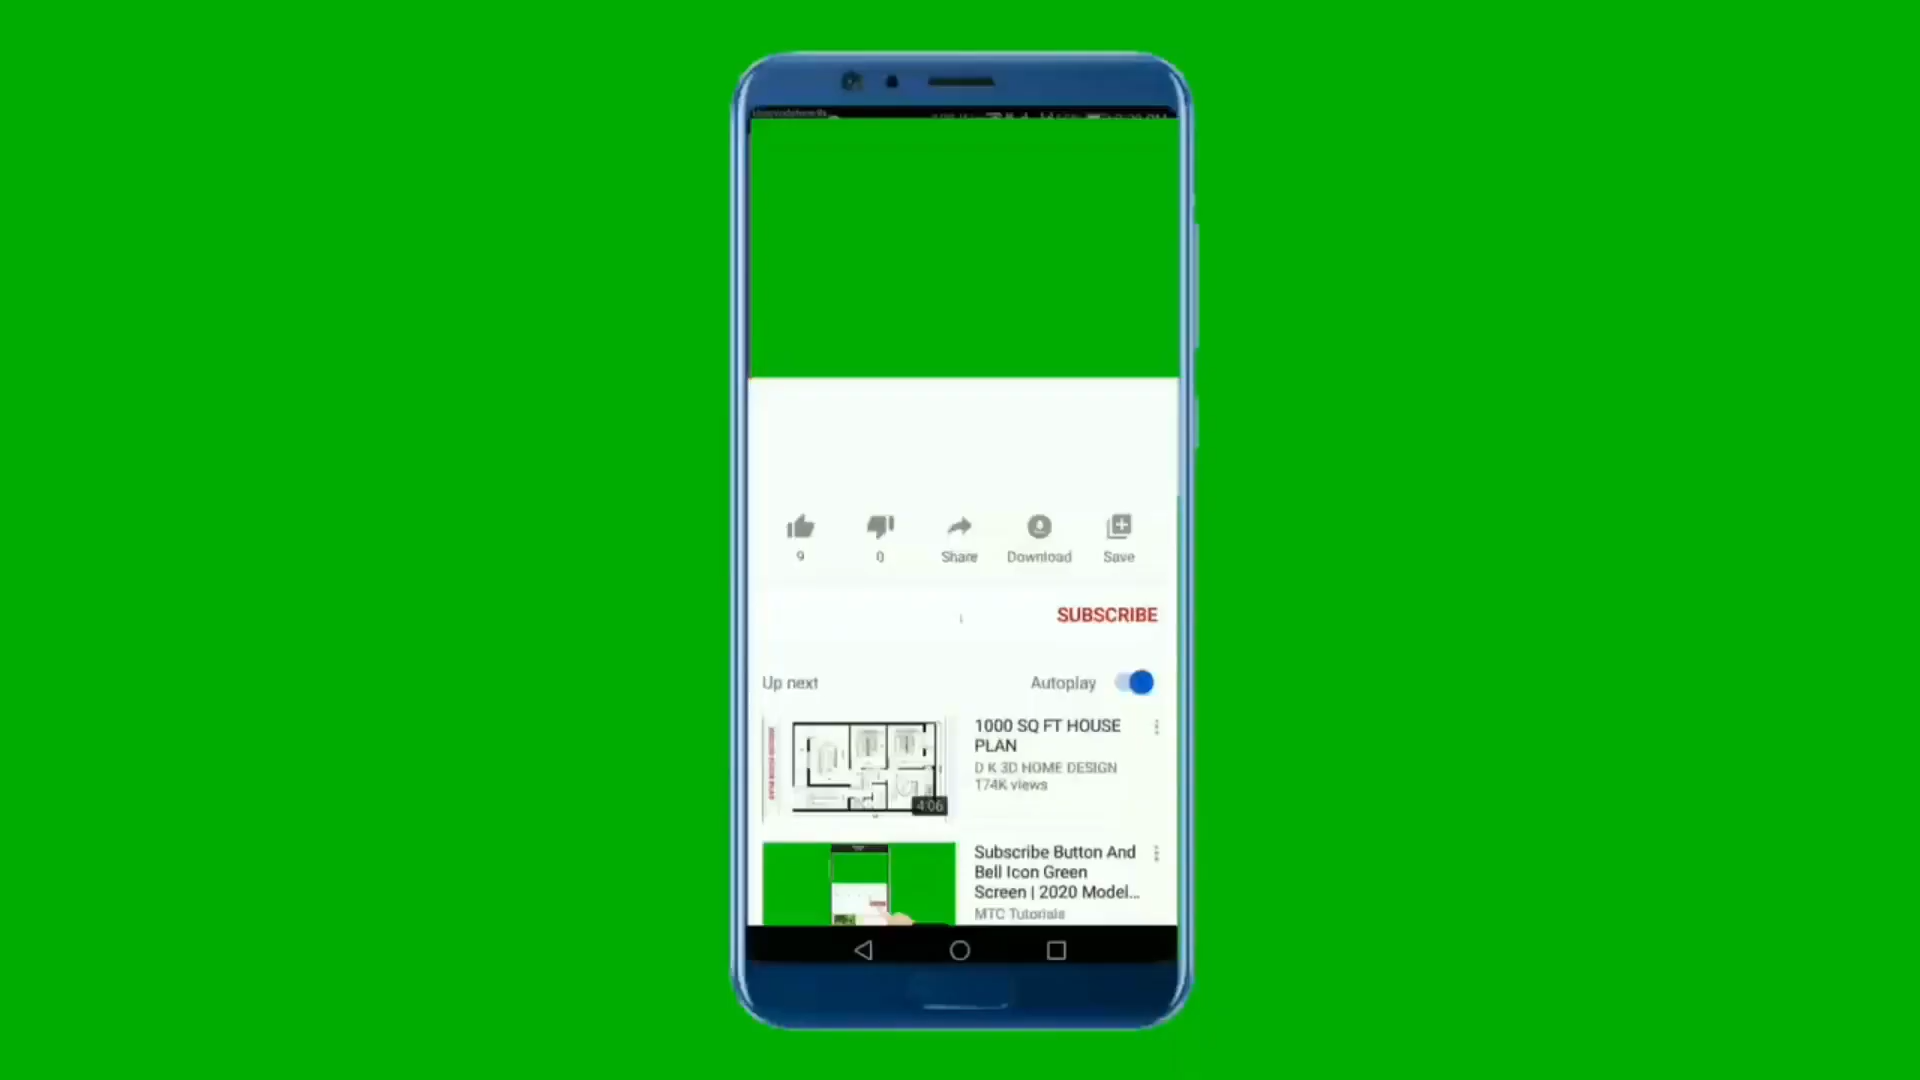 9
0
Share
Download
Save
SUBSCRIBE
Up next
Autoplay
1000 SQ FT HOUSE
PLAN
D K 3D HOME DESIGN
174K views
4:06
Subscribe Button And
Bell Icon Green
Screen | 2020 Model...
MTC Tutorials